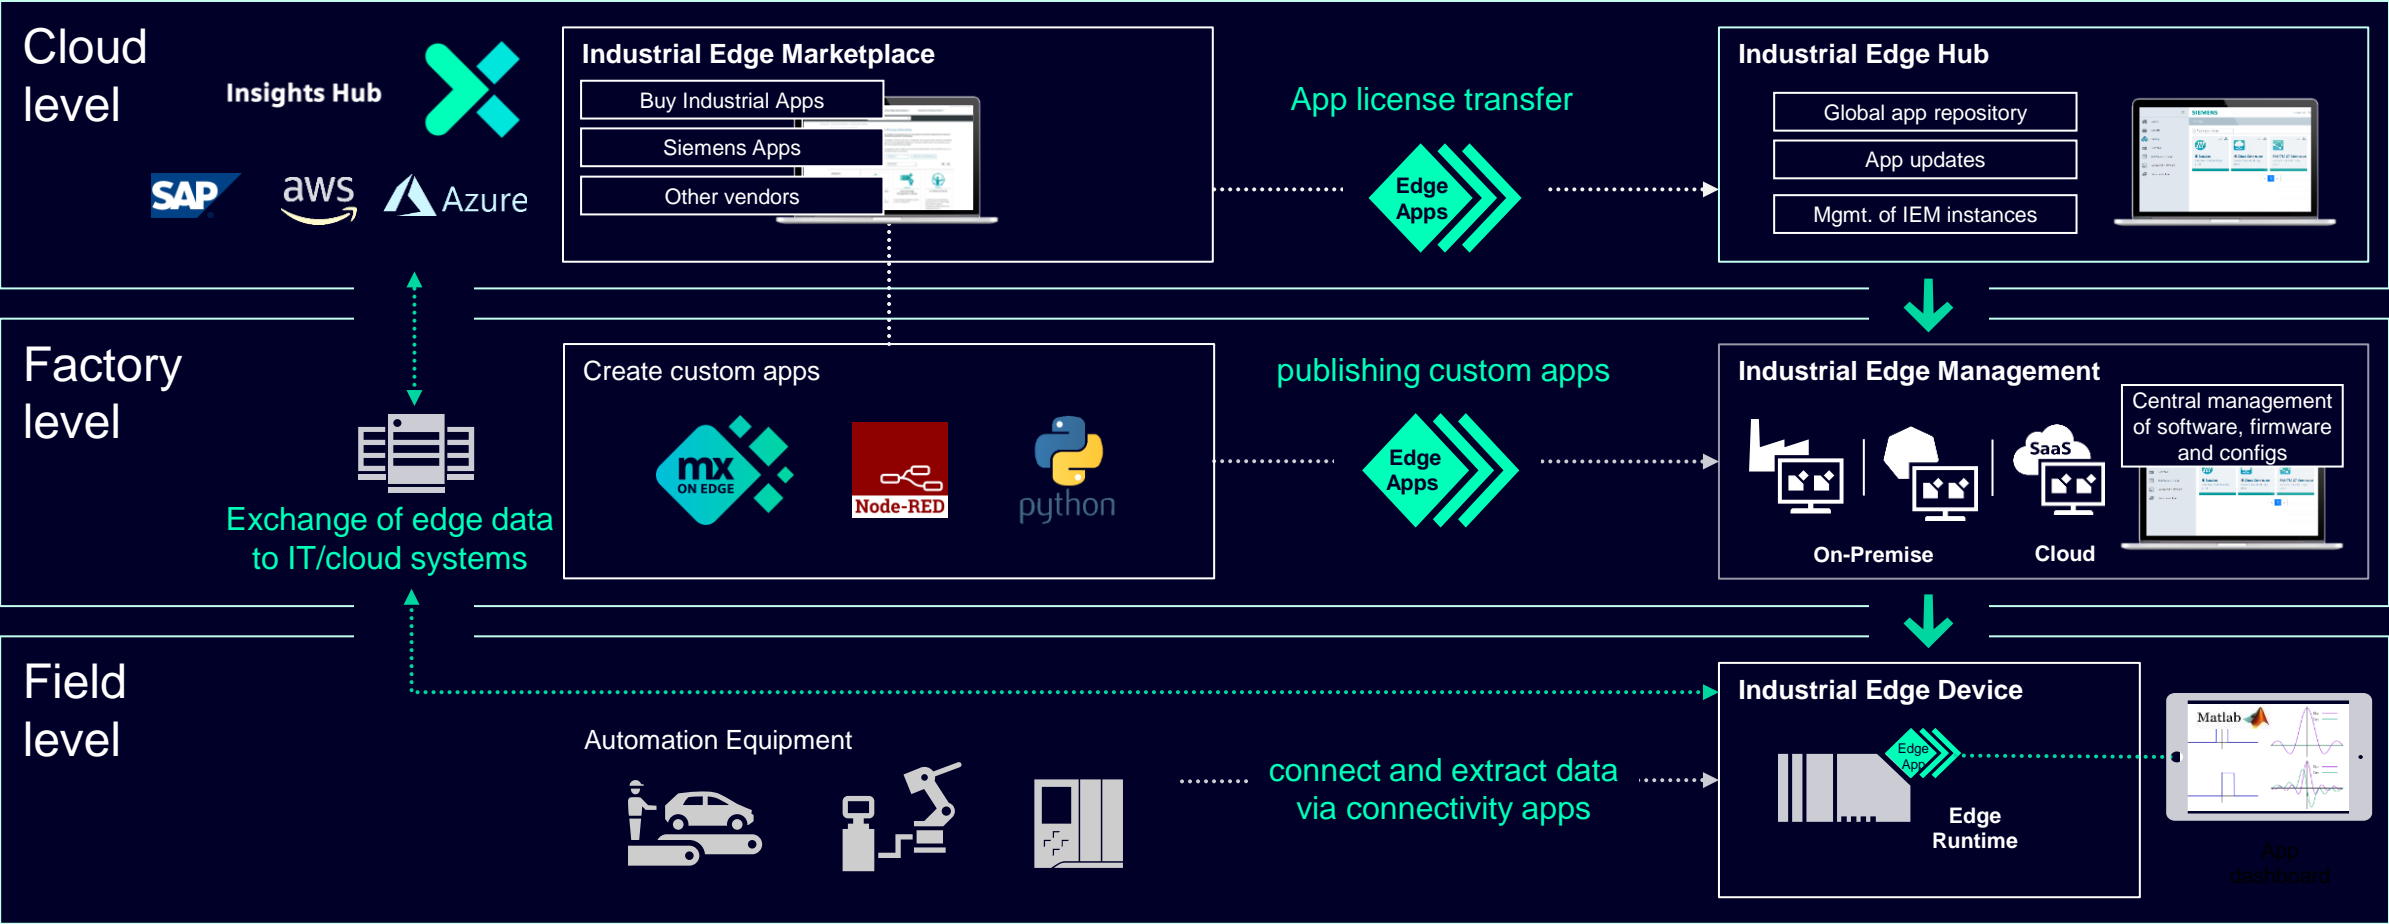 Cloud
level
Insights Hub
SAP
aws
Azure
Industrial Edge Marketplace
Buy Industrial Apps
Siemens Apps
Other vendors
App license transfer
Edge
Apps
Industrial Edge Hub
Global app repository
App updates
Mgmt. of IEM instances
SIEMENS
Factory
level
Exchange of edge data
to IT/cloud systems
Create custom apps
mx
ON EDGE
Node-RED
python
publishing custom apps
Edge
Apps
Industrial Edge Management
SaaS
On-Premise
Cloud
Central management
of software, firmware
and configs
Field
level
Automation Equipment
connect and extract data
via connectivity apps
Industrial Edge Device
Edge
App
Edge
Runtime
Matlab
App
dashboard